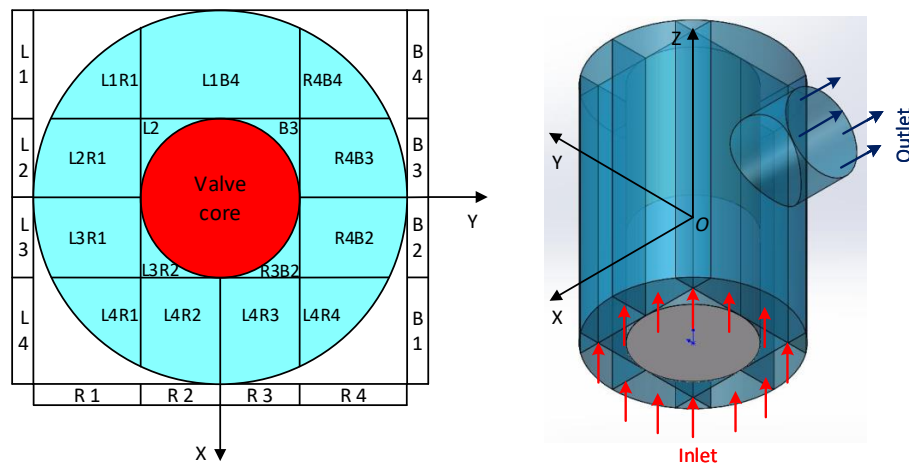 L
1
L
2
L
3
L
4
L1R1
L1B4
R4B4
L2
B3
L2R1
Valve
core
R4B3
L3R1
R4B2
L3R2
R3B2
L4R1
L4R2
L4R3
L4R4
B
4
B
3
B
2
B
1
Y
R 1
R 2
R 3
R 4
X
Z
Y
O
X
Outlet
Inlet